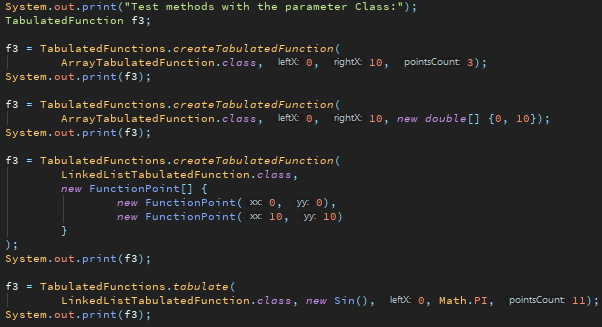 System.out.print("Test methods with the parameter Class:");
TabulatedFunction f3;
f3 = TabulatedFunctions.createTabulatedFunction(
ArrayTabulatedFunction.class, leftX: 0, rightX: 10, pointsCount: 3);
System.out.print(f3);
f3 = TabulatedFunctions.createTabulatedFunction(
ArrayTabulatedFunction.class, leftX: 0, rightX: 10, new double[] {0, 10});
System.out.print(f3);
f3 = TabulatedFunctions.createTabulatedFunction(
LinkedListTabulatedFunction.class,
new FunctionPoint[] {
new FunctionPoint( xx: 0, yy: 0),
new FunctionPoint( xx: 10, yy: 10)
}
);
System.out.print(f3);
f3 = TabulatedFunctions.tabulate(
LinkedListTabulatedFunction.class, new Sin(), leftX: 0, Math.PI, pointsCount: 11);
System.out.print(f3);